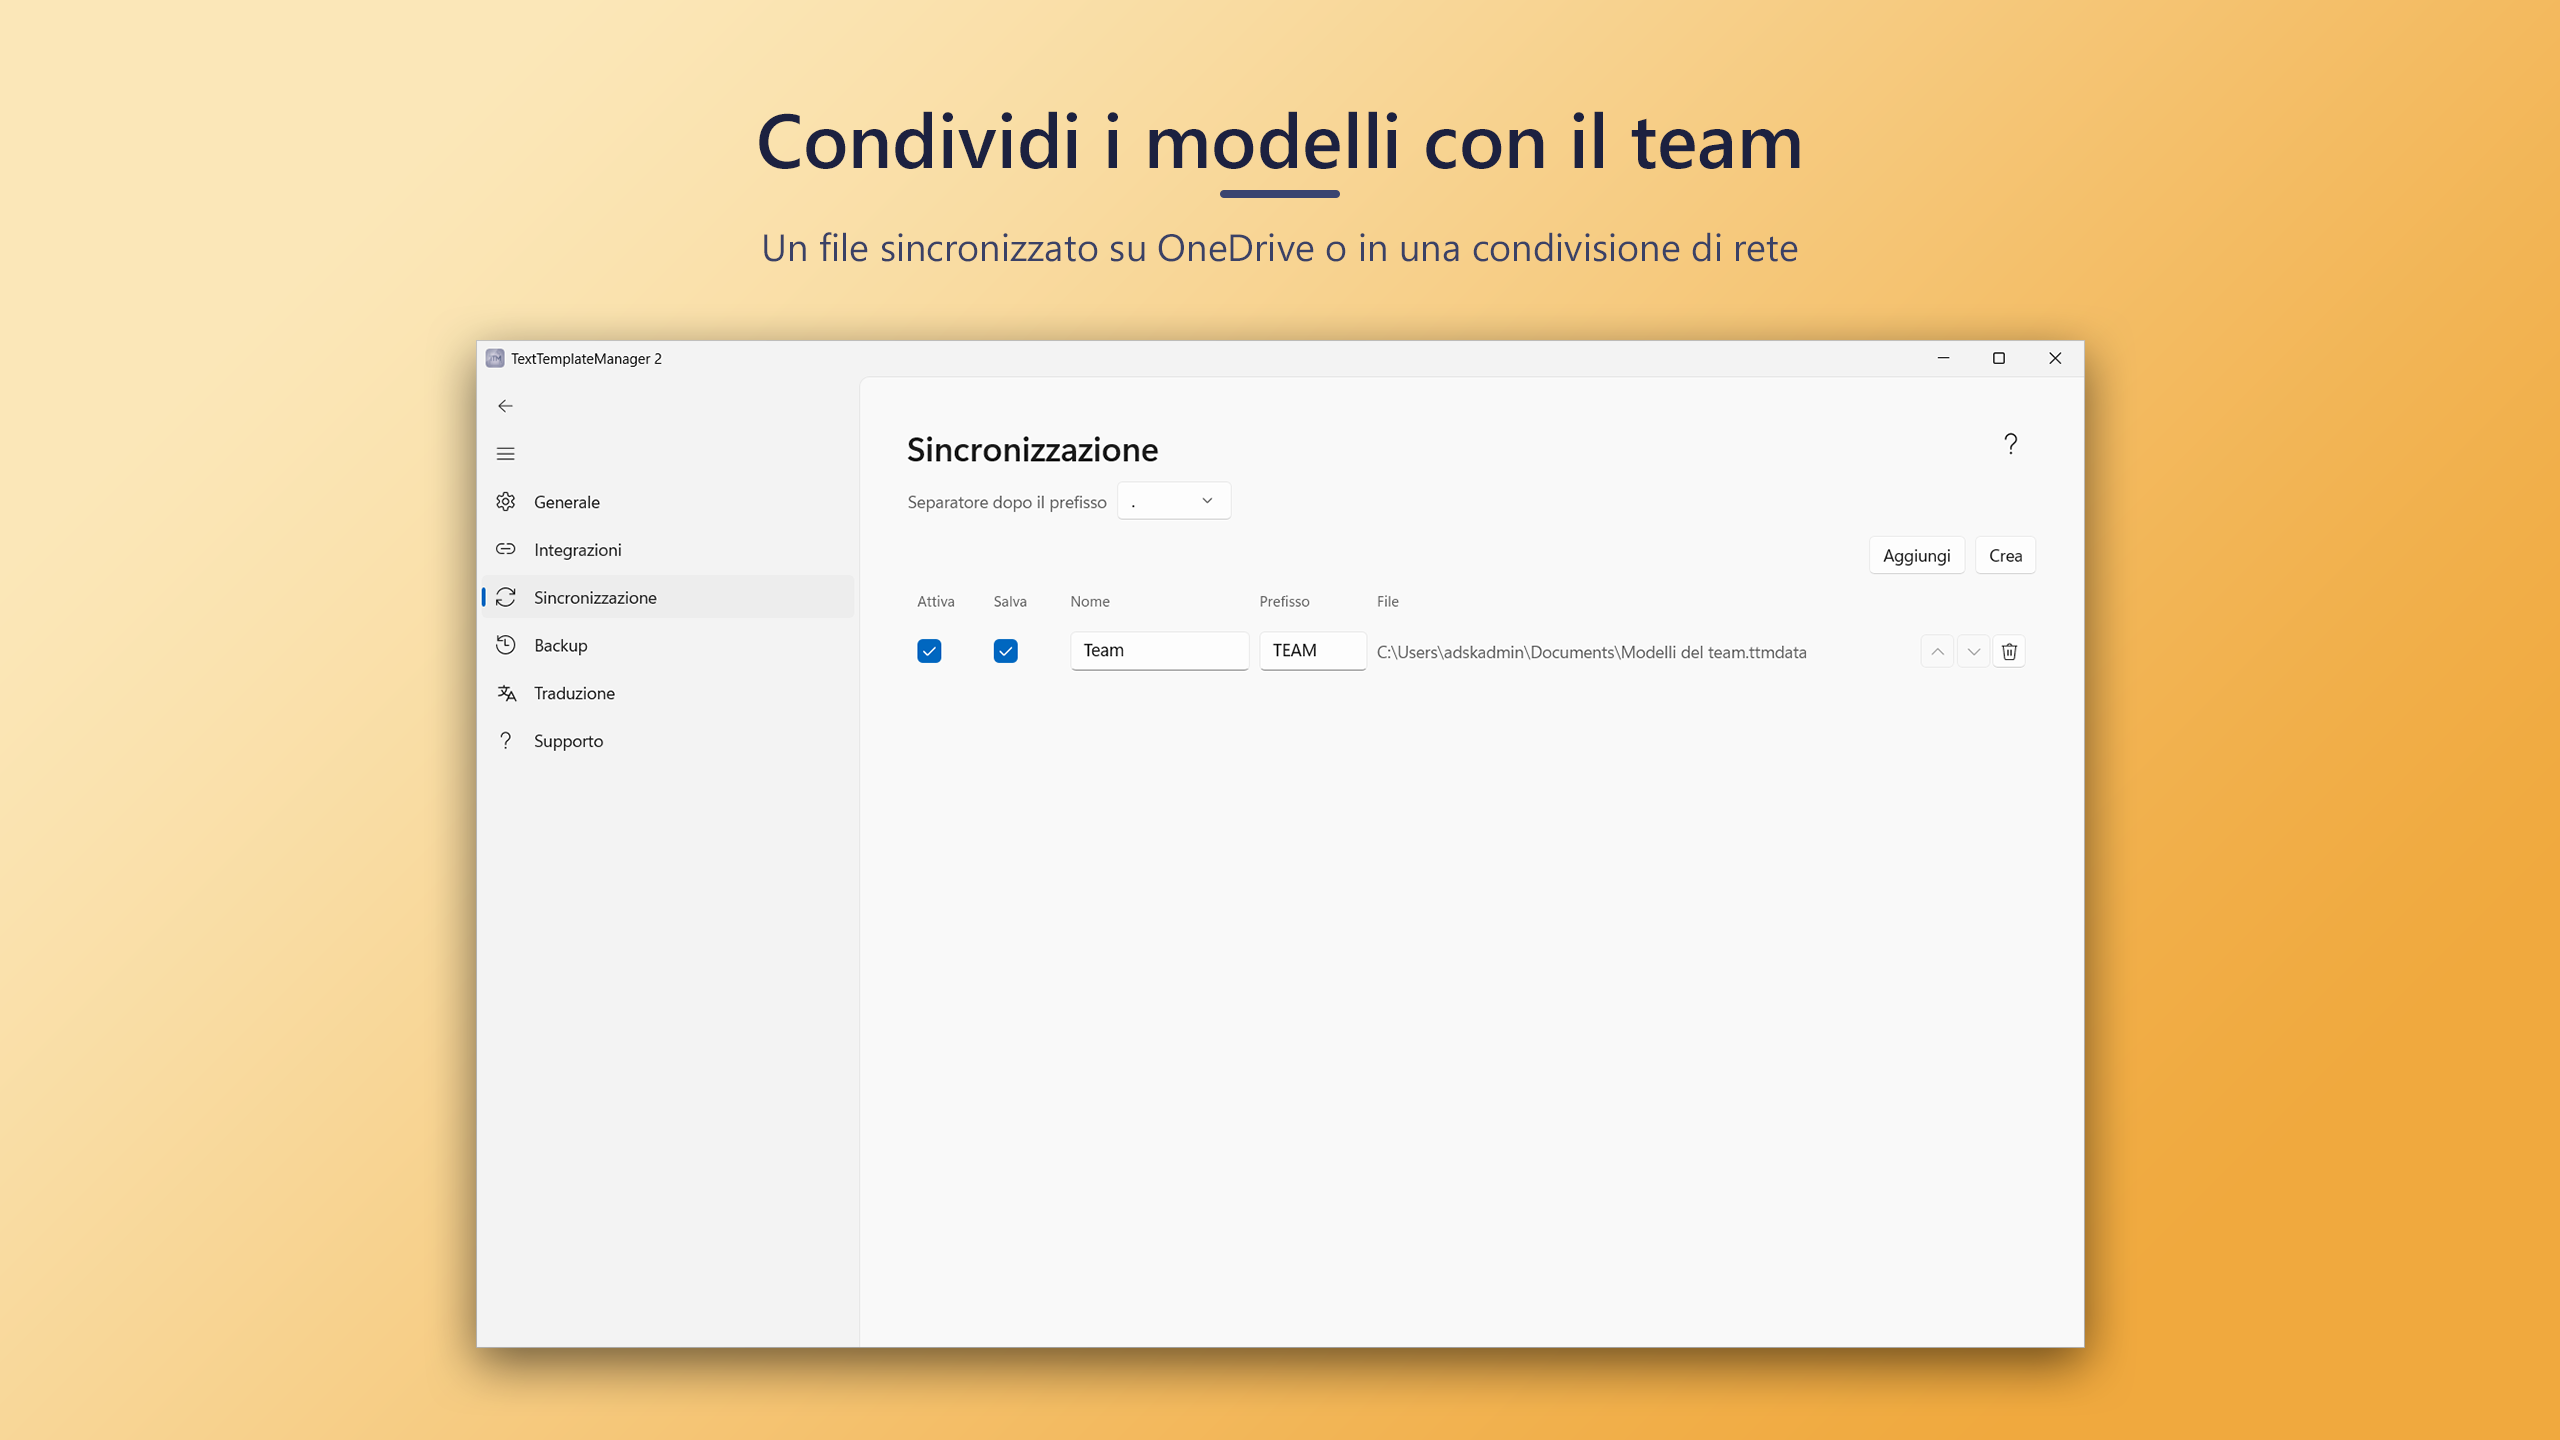 Condividi i modelli con il team
Un file sincronizzato su OneDrive o in una condivisione di rete
TextTemplateManager 2
Generale
Integrazioni
Sincronizzazione
Backup
Traduzione
Supporto
Sincronizzazione
?
Separatore dopo il prefisso .
Aggiungi Crea
Attiva Salva Nome Prefisso File
Team TEAM C:\Users\adskadmin\Documents\Modelli del team.ttmdata